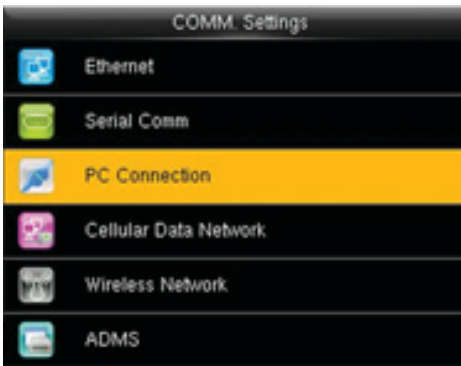 COMM. Settings
Ethernet
Serial Comm
PC Connection
Cellular Data Network
Wireless Network
ADMS